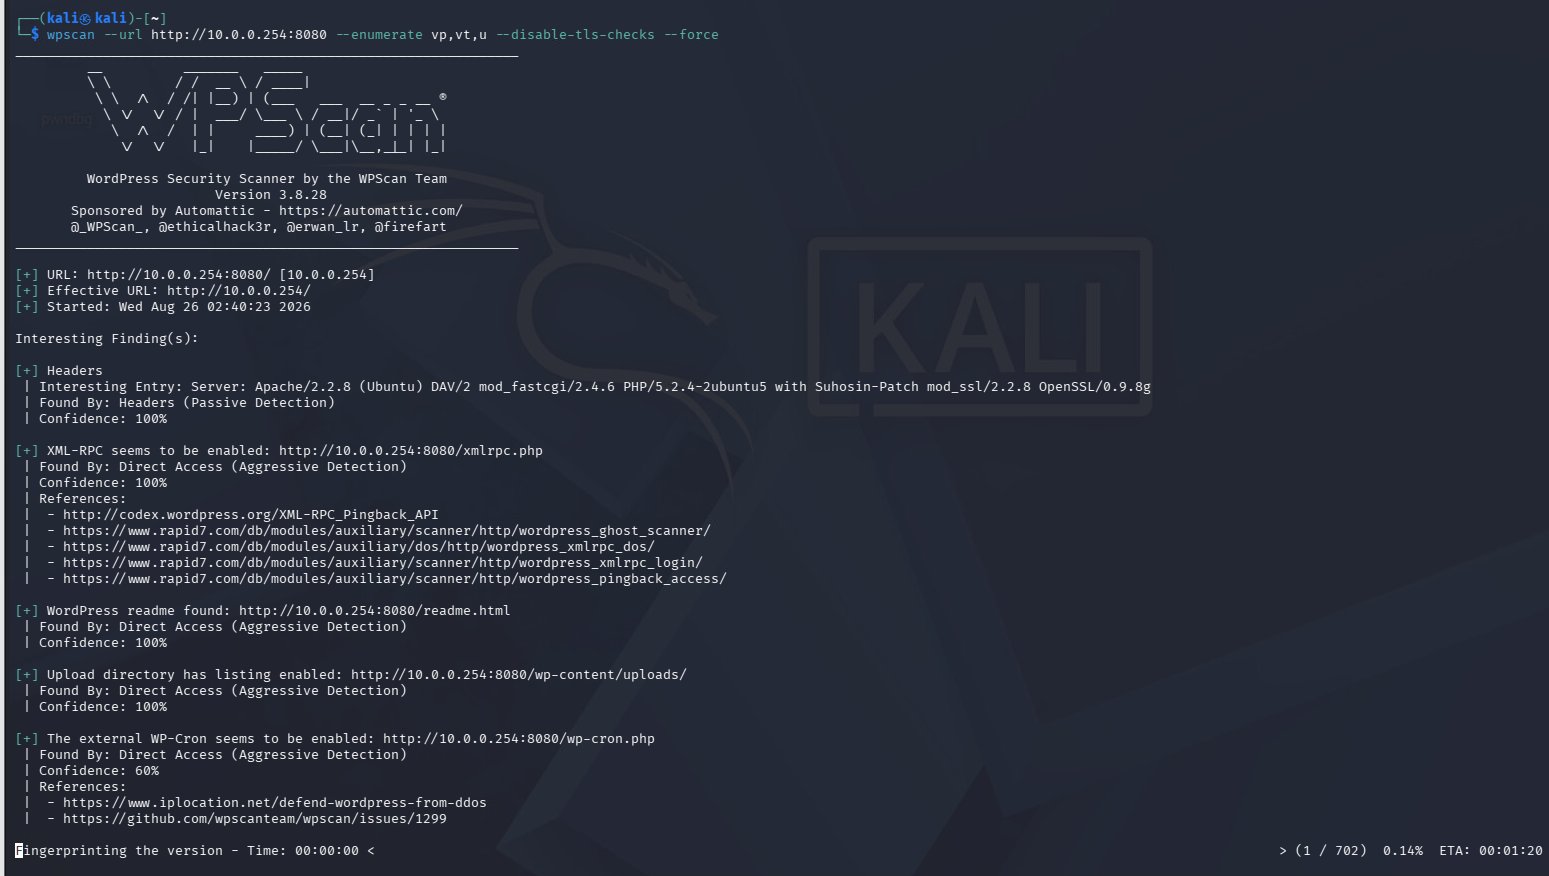 ┌──(kali㉿kali)-[~]
└─$ wpscan --url http://10.0.0.254:8080 --enumerate vp,vt,u --disable-tls-checks --force
WPScan ®
WordPress Security Scanner by the WPScan Team
Version 3.8.28
Sponsored by Automattic - https://automattic.com/
@_WPScan_, @ethicalhack3r, @erwan_lr, @firefart
[+] URL: http://10.0.0.254:8080/ [10.0.0.254]
[+] Effective URL: http://10.0.0.254/
[+] Started: Wed Aug 26 02:40:23 2026
Interesting Finding(s):
[+] Headers
| Interesting Entry: Server: Apache/2.2.8 (Ubuntu) DAV/2 mod_fastcgi/2.4.6 PHP/5.2.4-2ubuntu5 with Suhosin-Patch mod_ssl/2.2.8 OpenSSL/0.9.8g
| Found By: Headers (Passive Detection)
| Confidence: 100%
[+] XML-RPC seems to be enabled: http://10.0.0.254:8080/xmlrpc.php
| Found By: Direct Access (Aggressive Detection)
| Confidence: 100%
| References:
|  - http://codex.wordpress.org/XML-RPC_Pingback_API
|  - https://www.rapid7.com/db/modules/auxiliary/scanner/http/wordpress_ghost_scanner/
|  - https://www.rapid7.com/db/modules/auxiliary/dos/http/wordpress_xmlrpc_dos/
|  - https://www.rapid7.com/db/modules/auxiliary/scanner/http/wordpress_xmlrpc_login/
|  - https://www.rapid7.com/db/modules/auxiliary/scanner/http/wordpress_pingback_access/
[+] WordPress readme found: http://10.0.0.254:8080/readme.html
| Found By: Direct Access (Aggressive Detection)
| Confidence: 100%
[+] Upload directory has listing enabled: http://10.0.0.254:8080/wp-content/uploads/
| Found By: Direct Access (Aggressive Detection)
| Confidence: 100%
[+] The external WP-Cron seems to be enabled: http://10.0.0.254:8080/wp-cron.php
| Found By: Direct Access (Aggressive Detection)
| Confidence: 60%
| References:
|  - https://www.iplocation.net/defend-wordpress-from-ddos
|  - https://github.com/wpscanteam/wpscan/issues/1299
Fingerprinting the version - Time: 00:00:00 < > (1 / 702)  0.14%  ETA: 00:01:20
pwndbg
KALI